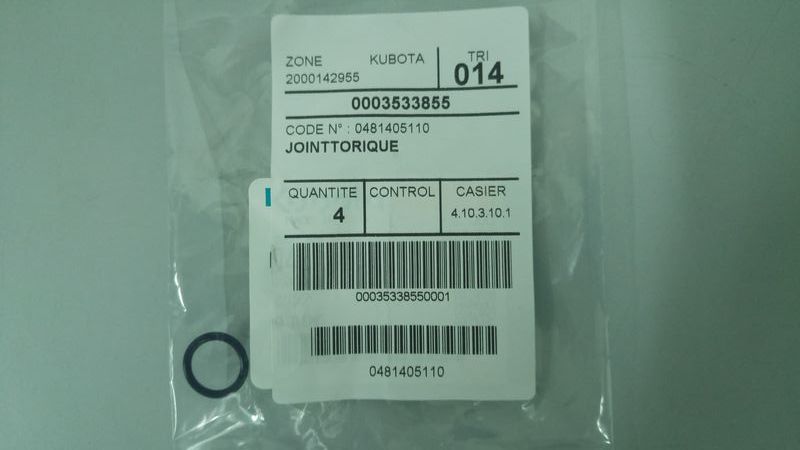 ZONE KUBOTA TRI
2000142955 014
0003533855
CODE N° : 0481405110
JOINTTORIQUE
QUANTITE CONTROL CASIER
4 4.10.3.10.1
00035338550001
0481405110